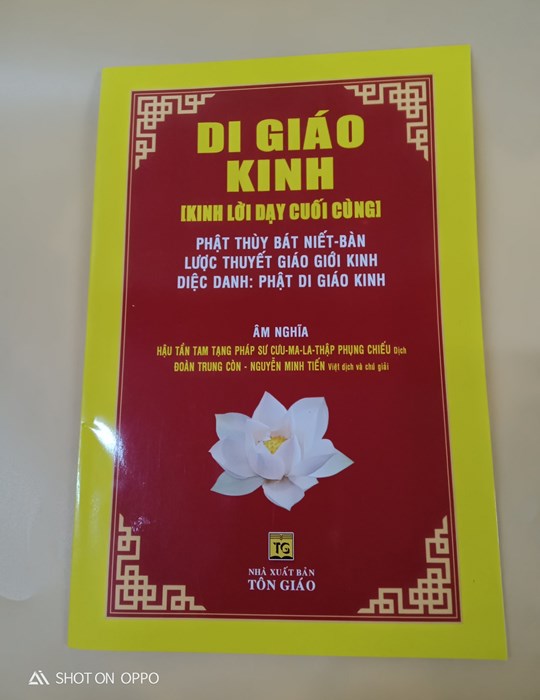 DI GIÁO
KINH
[KINH LỜI DẠY CUỐI CÙNG]
PHẬT THÙY BÁT NIẾT-BÀN
LƯỢC THUYẾT GIÁO GIỚI KINH
DIỆC DANH: PHẬT DI GIÁO KINH
ÂM NGHĨA
HẬU TẦN TAM TẠNG PHÁP SƯ CƯU-MA-LA-THẬP PHỤNG CHIẾU Dịch
ĐOÀN TRUNG CÒN - NGUYỄN MINH TIẾN Việt dịch và chú giải
TG
NHÀ XUẤT BẢN
TÔN GIÁO
SHOT ON OPPO